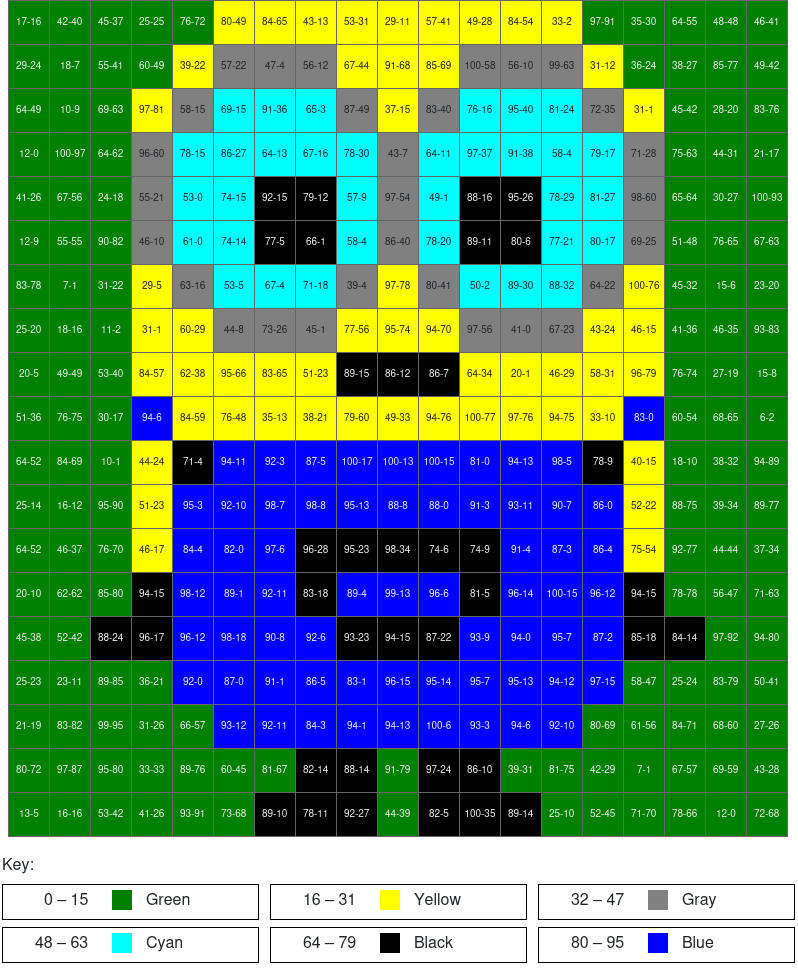 17-16 42-40 45-37 25-25 76-72 80-49 84-65 43-13 53-31 29-11 57-41 49-28 84-54 33-2 97-91 35-30 64-55 48-48 46-41
29-24 18-7 55-41 60-49 39-22 57-22 47-4 56-12 67-44 91-68 85-69 100-58 56-10 99-63 31-12 36-24 38-27 85-77 49-42
64-49 10-9 69-63 97-81 58-15 69-15 91-36 65-3 87-49 37-15 83-40 76-16 95-40 81-24 72-35 31-1 45-42 28-20 83-76
12-0 100-97 64-62 96-60 78-15 86-27 64-13 67-16 78-30 43-7 64-11 97-37 91-38 58-4 79-17 71-28 75-63 44-31 21-17
41-26 67-56 24-18 55-21 53-0 74-15 92-15 79-12 57-9 97-54 49-1 88-16 95-26 78-29 81-27 98-60 65-64 30-27 100-93
12-9 55-55 90-82 46-10 61-0 74-14 77-5 66-1 58-4 86-40 78-20 89-11 80-6 77-21 80-17 69-25 51-48 76-65 67-63
83-78 7-1 31-22 29-5 63-16 53-5 67-4 71-18 39-4 97-78 80-41 50-2 89-30 88-32 64-22 100-76 45-32 15-6 23-20
25-20 18-16 11-2 31-1 60-29 44-8 73-26 45-1 77-56 95-74 94-70 97-56 41-0 67-23 43-24 46-15 41-36 46-35 93-83
20-5 49-49 53-40 84-57 62-38 95-66 83-65 51-23 89-15 86-12 86-7 64-34 20-1 46-29 58-31 96-79 76-74 27-19 15-8
51-36 76-75 30-17 94-6 84-59 76-48 35-13 38-21 79-60 49-33 94-76 100-77 97-76 94-75 33-10 83-0 60-54 68-65 6-2
64-52 84-69 10-1 44-24 71-4 94-11 92-3 87-5 100-17 100-13 100-15 81-0 94-13 98-5 78-9 40-15 18-10 38-32 94-89
25-14 16-12 95-90 51-23 95-3 92-10 98-7 98-8 95-13 88-8 88-0 91-3 93-11 90-7 86-0 52-22 88-75 39-34 89-77
64-52 46-37 76-70 46-17 84-4 82-0 97-6 96-28 95-23 98-34 74-6 74-9 91-4 87-3 86-4 75-54 92-77 44-44 37-34
20-10 62-62 85-80 94-15 98-12 89-1 92-11 83-18 89-4 99-13 96-6 81-5 96-14 100-15 96-12 94-15 78-78 56-47 71-63
45-38 52-42 88-24 96-17 96-12 98-18 90-8 92-6 93-23 94-15 87-22 93-9 94-0 95-7 87-2 85-18 84-14 97-92 94-80
25-23 23-11 89-85 36-21 92-0 87-0 91-1 86-5 83-1 96-15 95-14 95-7 95-13 94-12 97-15 58-47 25-24 83-79 50-41
21-19 83-82 99-95 31-26 66-57 93-12 92-11 84-3 94-1 94-13 100-6 93-3 94-6 92-10 80-69 61-56 84-71 68-60 27-26
80-72 97-87 95-80 33-33 89-76 60-45 81-67 82-14 88-14 91-79 97-24 86-10 39-31 81-75 42-29 7-1 67-57 69-59 43-28
13-5 16-16 53-42 41-26 93-91 73-68 89-10 78-11 92-27 44-39 82-5 100-35 89-14 25-10 52-45 71-70 78-66 12-0 72-68
Key:
0 – 15 Green 16 – 31 Yellow 32 – 47 Gray
48 – 63 Cyan 64 – 79 Black 80 – 95 Blue